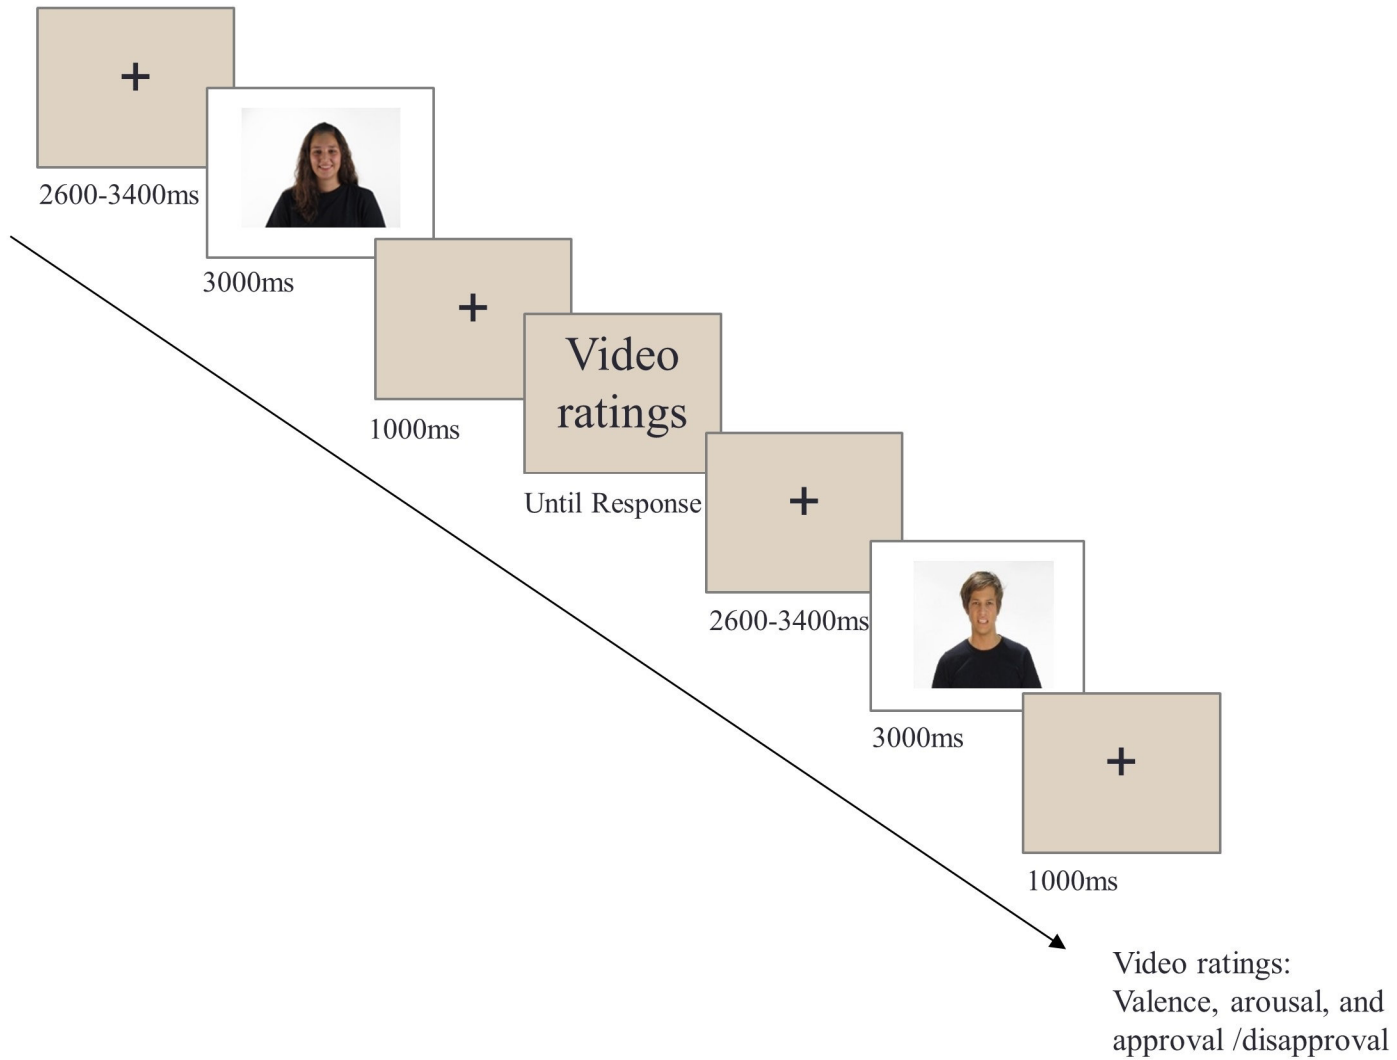 +
2600-3400ms
3000ms
+
1000ms
Video
ratings
Until Response
+
2600-3400ms
3000ms
+
1000ms
Video ratings:
Valence, arousal, and
approval /disapproval